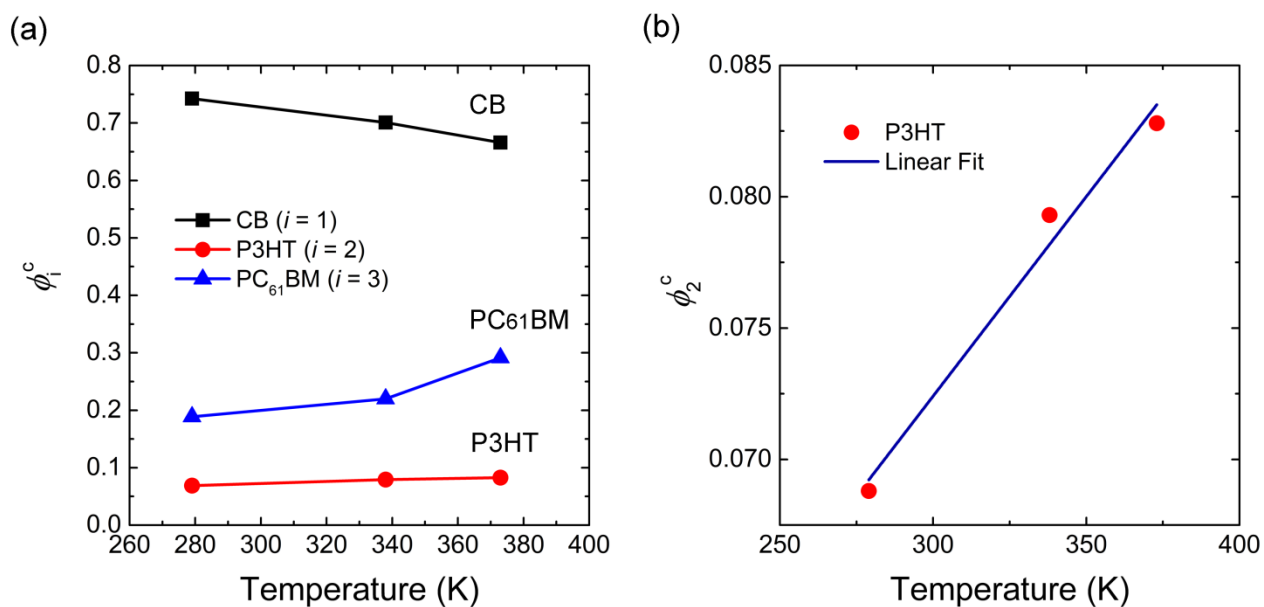 (a)
0.8
0.7
0.6
0.5
0.4
0.3
0.2
0.1
0.0
ϕᵢᶜ
CB
CB (i = 1)
P3HT (i = 2)
PC₆₁BM (i = 3)
PC61BM
P3HT
260 280 300 320 340 360 380 400
Temperature (K)
(b)
0.085
0.080
0.075
0.070
ϕ₂ᶜ
P3HT
Linear Fit
250 300 350 400
Temperature (K)